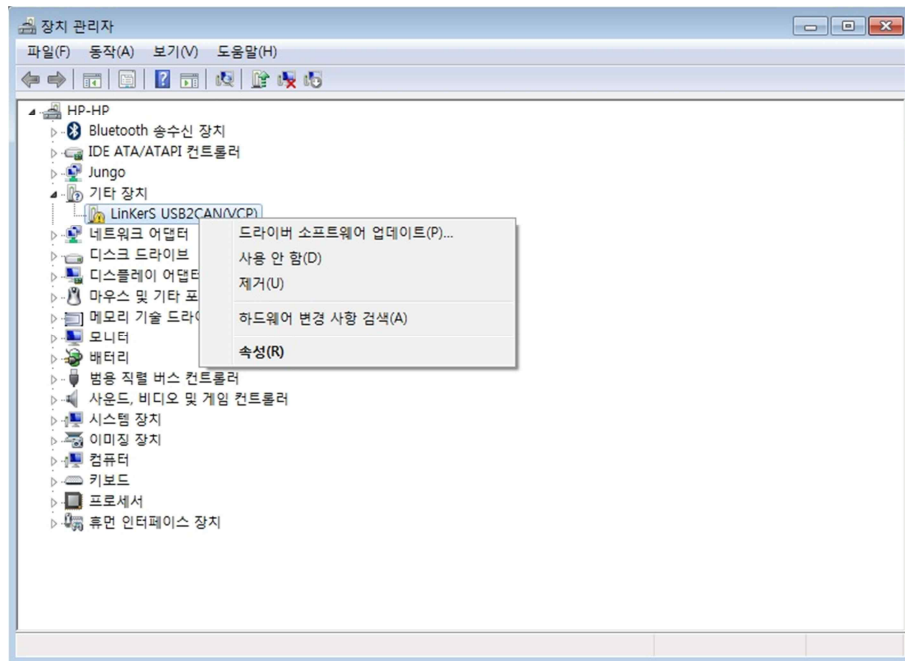 장치 관리자
파일(F) 동작(A) 보기(V) 도움말(H)
HP-HP
Bluetooth 송수신 장치
IDE ATA/ATAPI 컨트롤러
Jungo
기타 장치
LinKerS USB2CAN(VCP)
네트워크 어댑터
디스크 드라이브
디스플레이 어댑터
마우스 및 기타 포
메모리 기술
모니터
배터리
범용 직렬 버스 컨트롤러
사운드, 비디오 및 게임 컨트롤러
시스템 장치
이미징 장치
컴퓨터
키보드
프로세서
휴먼 인터페이스 장치
드라이버 소프트웨어 업데이트(P)...
사용 안 함(D)
제거(U)
하드웨어 변경 사항 검색(A)
속성(R)